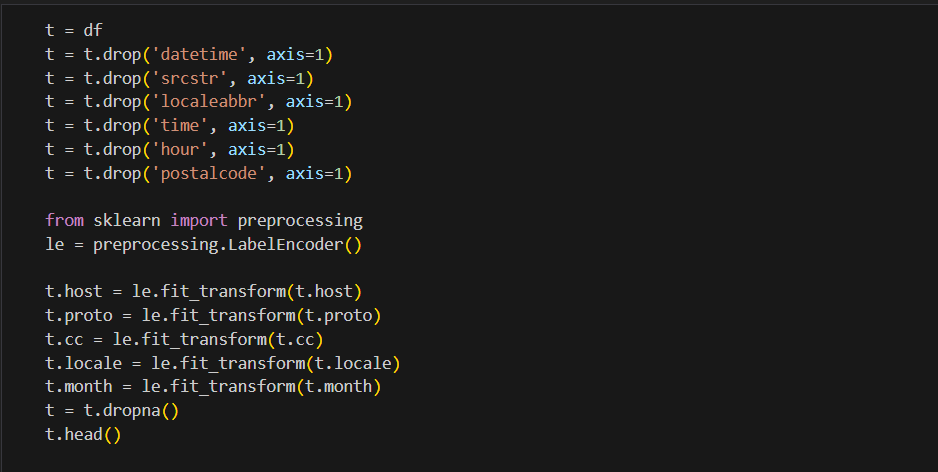 t = df
t = t.drop('datetime', axis=1)
t = t.drop('srcstr', axis=1)
t = t.drop('localeabbr', axis=1)
t = t.drop('time', axis=1)
t = t.drop('hour', axis=1)
t = t.drop('postalcode', axis=1)
from sklearn import preprocessing
le = preprocessing.LabelEncoder()
t.host = le.fit_transform(t.host)
t.proto = le.fit_transform(t.proto)
t.cc = le.fit_transform(t.cc)
t.locale = le.fit_transform(t.locale)
t.month = le.fit_transform(t.month)
t = t.dropna()
t.head()